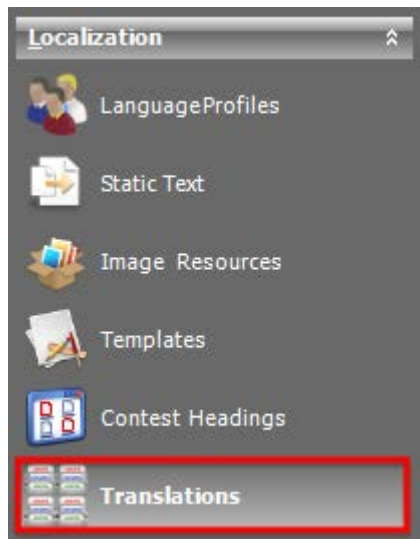 Localization
LanguageProfiles
Static Text
Image Resources
Templates
Contest Headings
Translations